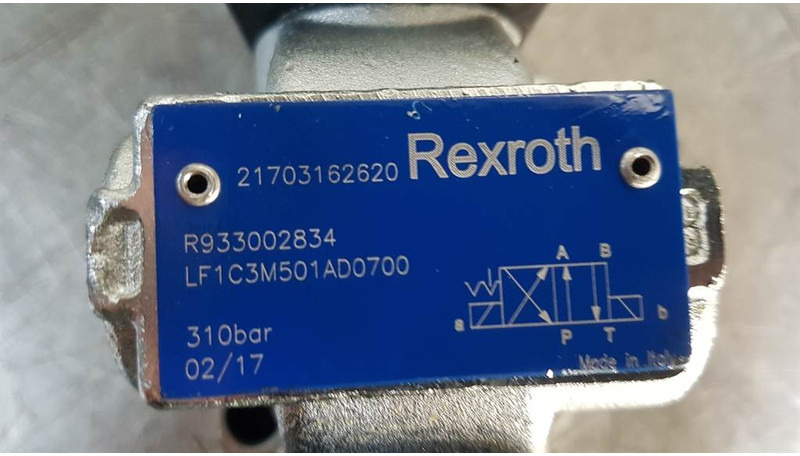 21703162620 Rexroth
R933002834
LF1C3M501AD0700
A B
a b
P T
310bar
02/17
Made in Italy